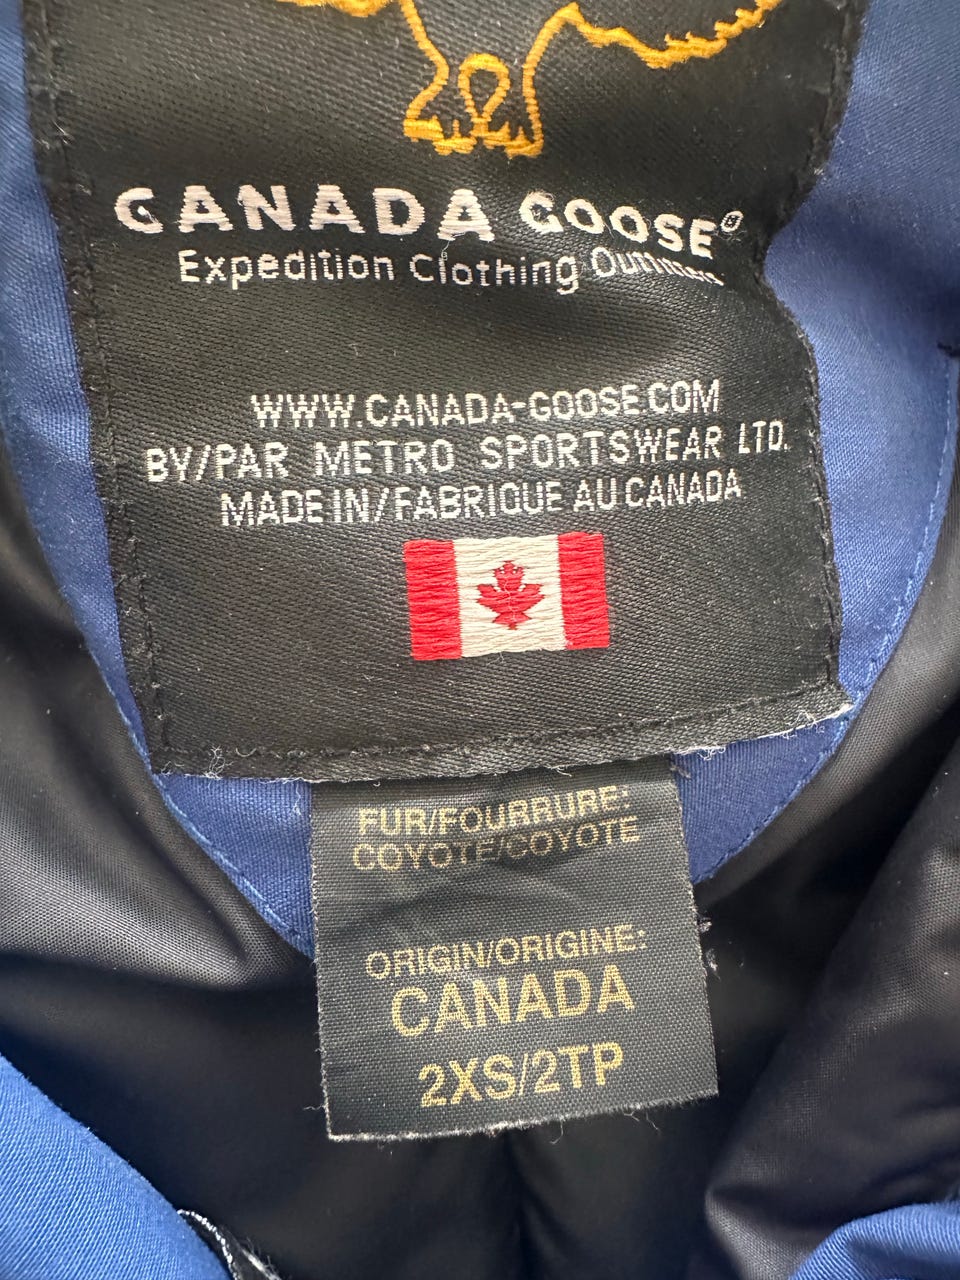 CANADA GOOSE®
Expedition Clothing Outfitters
WWW.CANADA-GOOSE.COM
BY/PAR METRO SPORTSWEAR LTD.
MADE IN/FABRIQUE AU CANADA
FUR/FOURRURE:
COYOTE/COYOTE
ORIGIN/ORIGINE:
CANADA
2XS/2TP